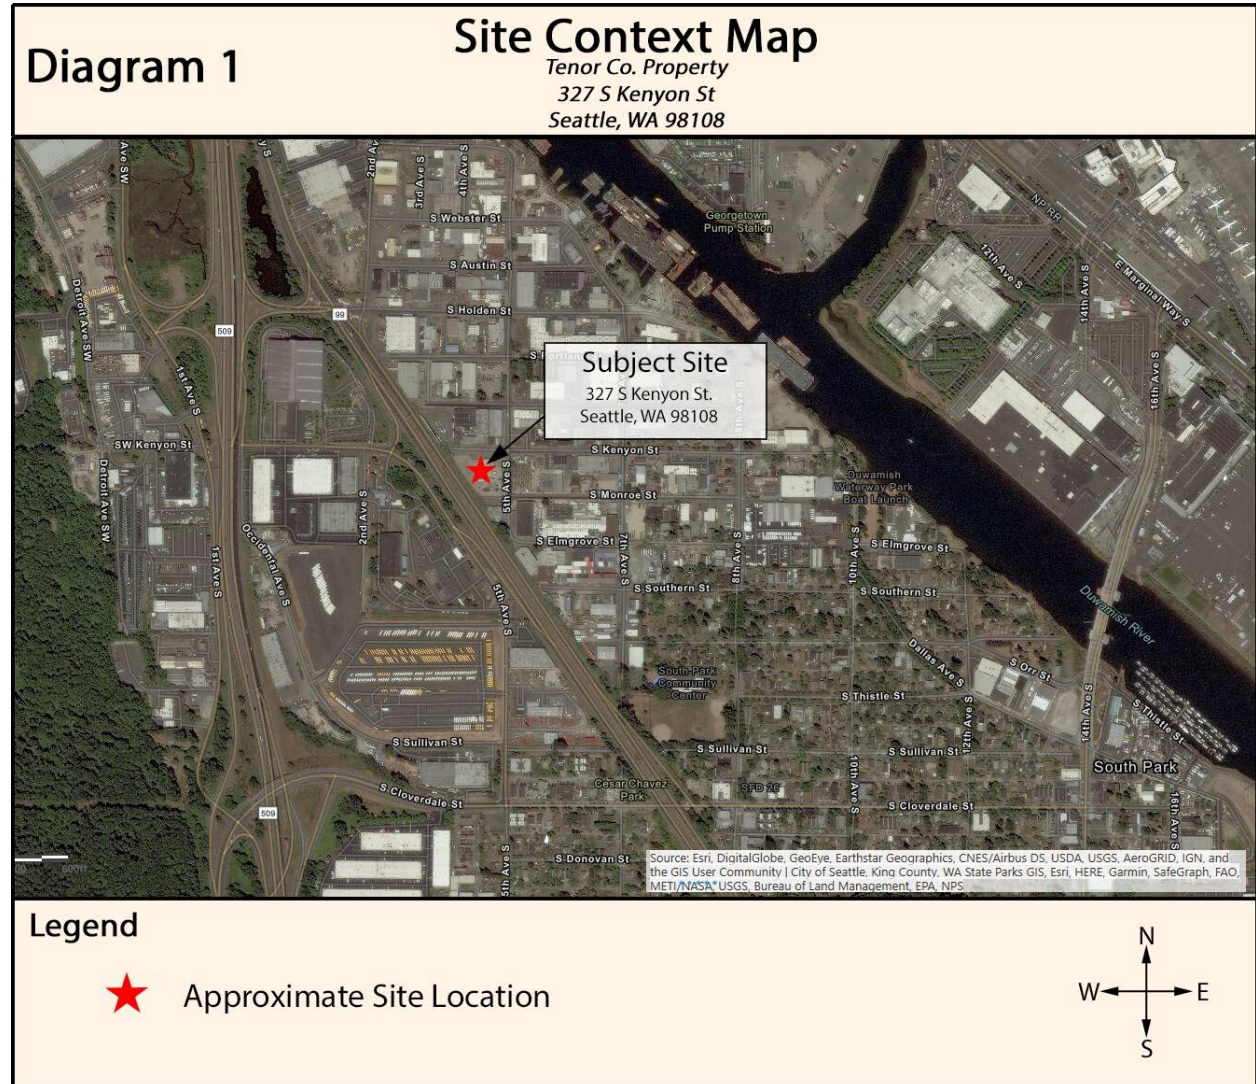 Diagram 1
Site Context Map
Tenor Co. Property
327 S Kenyon St
Seattle, WA 98108
Ave SW
2nd Av
3rd Ave S
4th Ave S
S Webster St
Georgetown
Pump Station
NP RR
S Austin St
12th Ave S
E Marginal Way S
14th Ave S
Detroit Ave SW
S Holden St
99
509
16th Ave S
1st Ave S
Subject Site
327 S Kenyon St.
Seattle, WA 98108
SW Kenyon St
S Kenyon St
Detroit Ave SW
5th Ave S
2nd Ave S
S Monroe St
Duwamish
Waterway Park
Boat Launch
1st Ave S
Occidental Ave S
S Elmgrove St
7th Ave S
8th Ave S
10th Ave S
S Elmgrove St
5th Ave S
S Southern St
S Southern St
Duwamish River
Dallas Ave S
S Orr St
South Park
Community
Center
S Thistle St
12th Ave S
14th Ave S
S Thistle St
S Sullivan St
S Sullivan St
S Sullivan St
South Park
Cesar Chavez
Park
SFD 26
10th Ave S
16th Ave S
S Cloverdale St
S Cloverdale St
509
5th Ave S
S Donovan St
Source: Esri, DigitalGlobe, GeoEye, Earthstar Geographics, CNES/Airbus DS, USDA, USGS, AeroGRID, IGN, and
the GIS User Community | City of Seattle, King County, WA State Parks GIS, Esri, HERE, Garmin, SafeGraph, FAO,
METI/NASA, USGS, Bureau of Land Management, EPA, NPS
Legend
Approximate Site Location
N
W
E
S